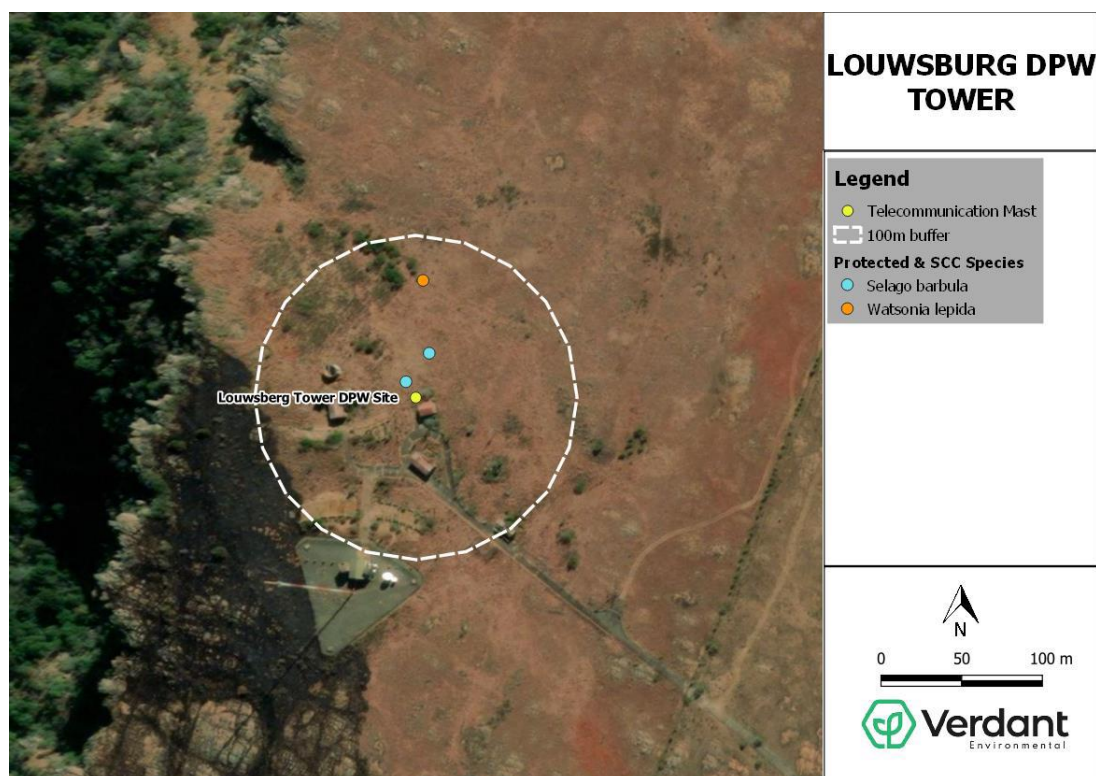 LOUWSBURG DPW
TOWER
Legend
Telecommunication Mast
100m buffer
Protected & SCC Species
Selago barbula
Watsonia lepida
Louwsberg Tower DPW Site
N
0 50 100 m
Verdant
Environmental